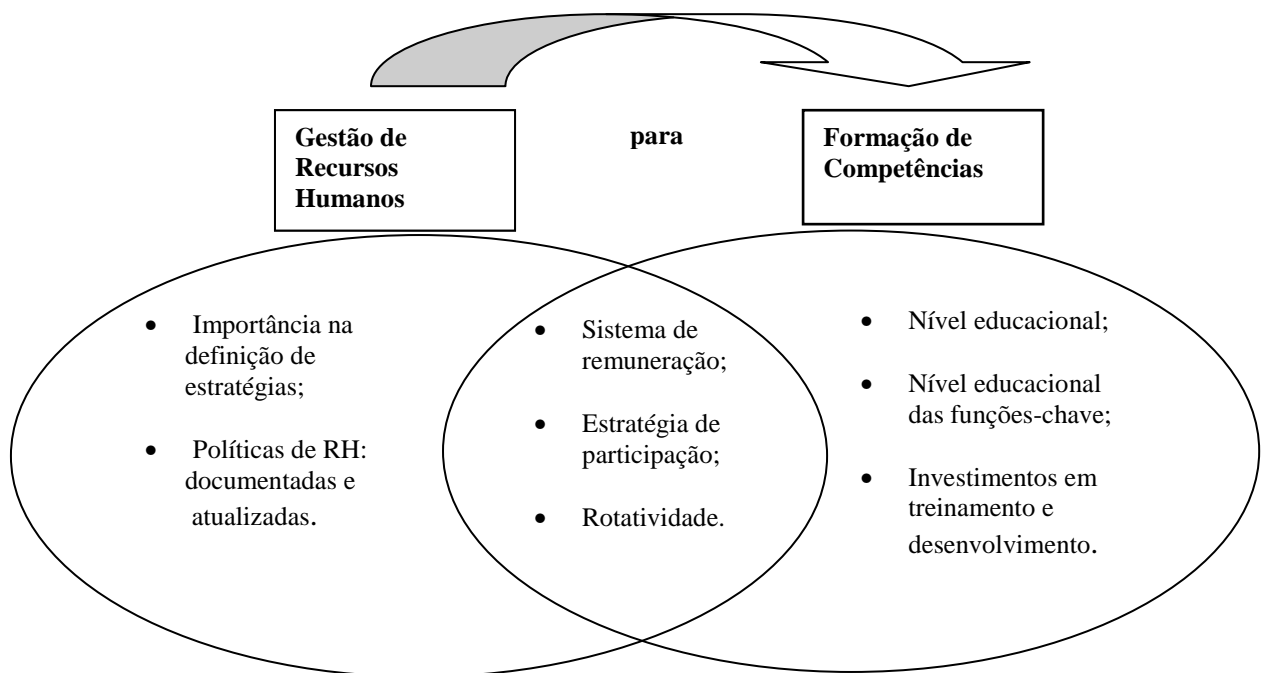 Gestão de
Recursos
Humanos
para
Formação de
Competências
• Importância na
definição de
estratégias;
• Políticas de RH:
documentadas e
atualizadas.
• Sistema de
remuneração;
• Estratégia de
participação;
• Rotatividade.
• Nível educacional;
• Nível educacional
das funções-chave;
• Investimentos em
treinamento e
desenvolvimento.